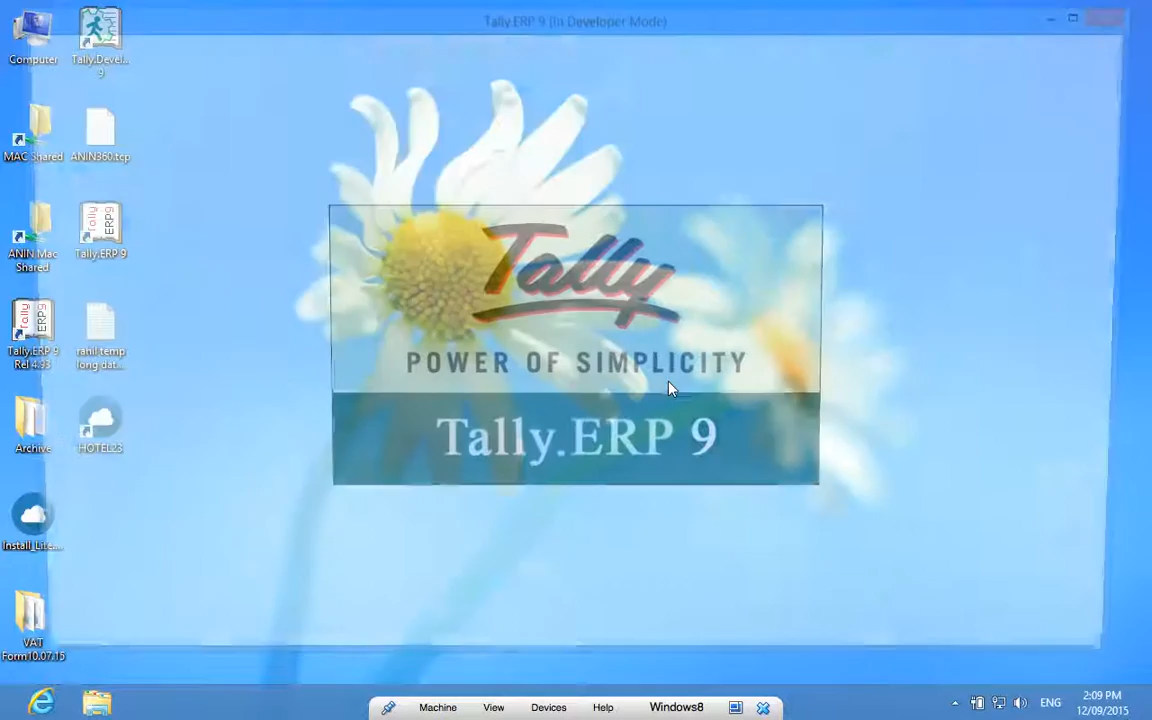 Tally.ERP 9 (In Developer Mode)
Computer
Tally.Devel...
9
MAC Shared
ANIN360.tcp
ANIN.Mac
Shared
Tally.ERP 9
Tally.ERP 9
Rel 4.93
rahil temp
long dat...
Archive
HOTEL23
VAT
Form10.07.15
Tally
POWER OF SIMPLICITY
Tally.ERP 9
Machine
View
Devices
Help
Windows8
ENG
2:09 PM
12/09/2015